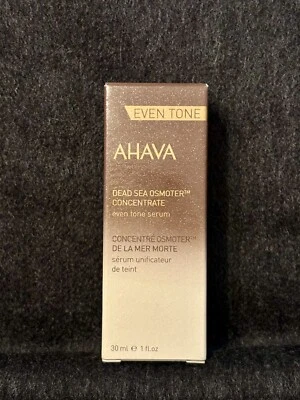 EVEN TONE
AHAVA
DEAD SEA OSMOTER™
CONCENTRATE
even tone serum
CONCENTRÉ OSMOTER™
DE LA MER MORTE
sérum unificateur
de teint
30 ml ℮ 1 fl.oz